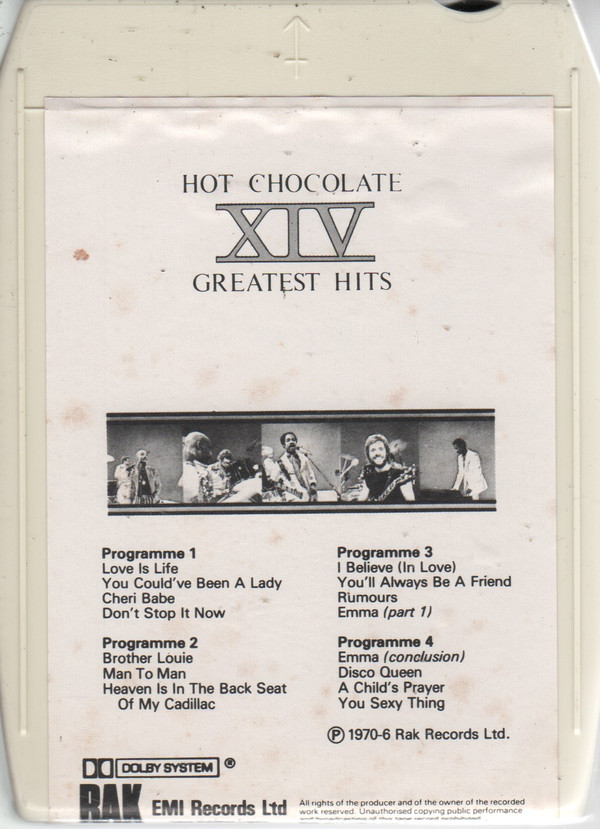 HOT CHOCOLATE
XIV
GREATEST HITS
Programme 1
Love Is Life
You Could've Been A Lady
Cheri Babe
Don't Stop It Now
Programme 2
Brother Louie
Man To Man
Heaven Is In The Back Seat
Of My Cadillac
Programme 3
I Believe (In Love)
You'll Always Be A Friend
Rumours
Emma (part 1)
Programme 4
Emma (conclusion)
Disco Queen
A Child's Prayer
You Sexy Thing
Ⓟ 1970-6 Rak Records Ltd.
DOLBY SYSTEM ®
RAK EMI Records Ltd
All rights of the producer and of the owner of the recorded
work reserved. Unauthorised copying public performance